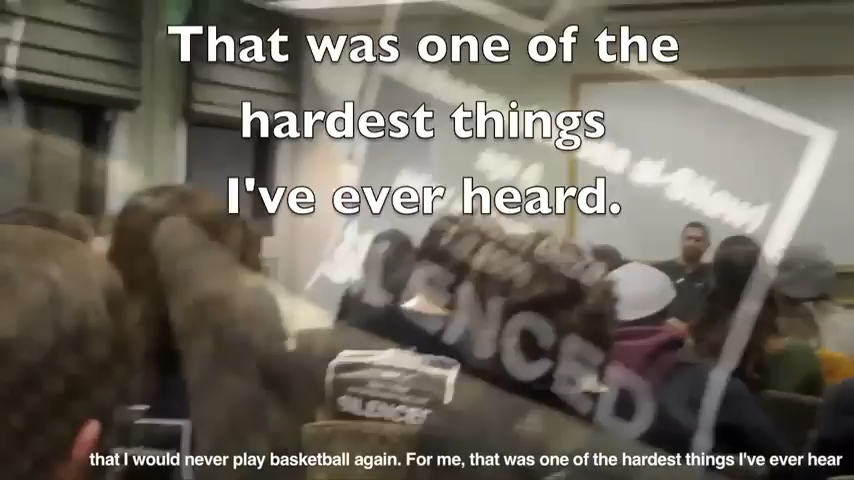 That was one of the
hardest things
I've ever heard.
SILENCED
SILENCED
that I would never play basketball again. For me, that was one of the hardest things I've ever hear